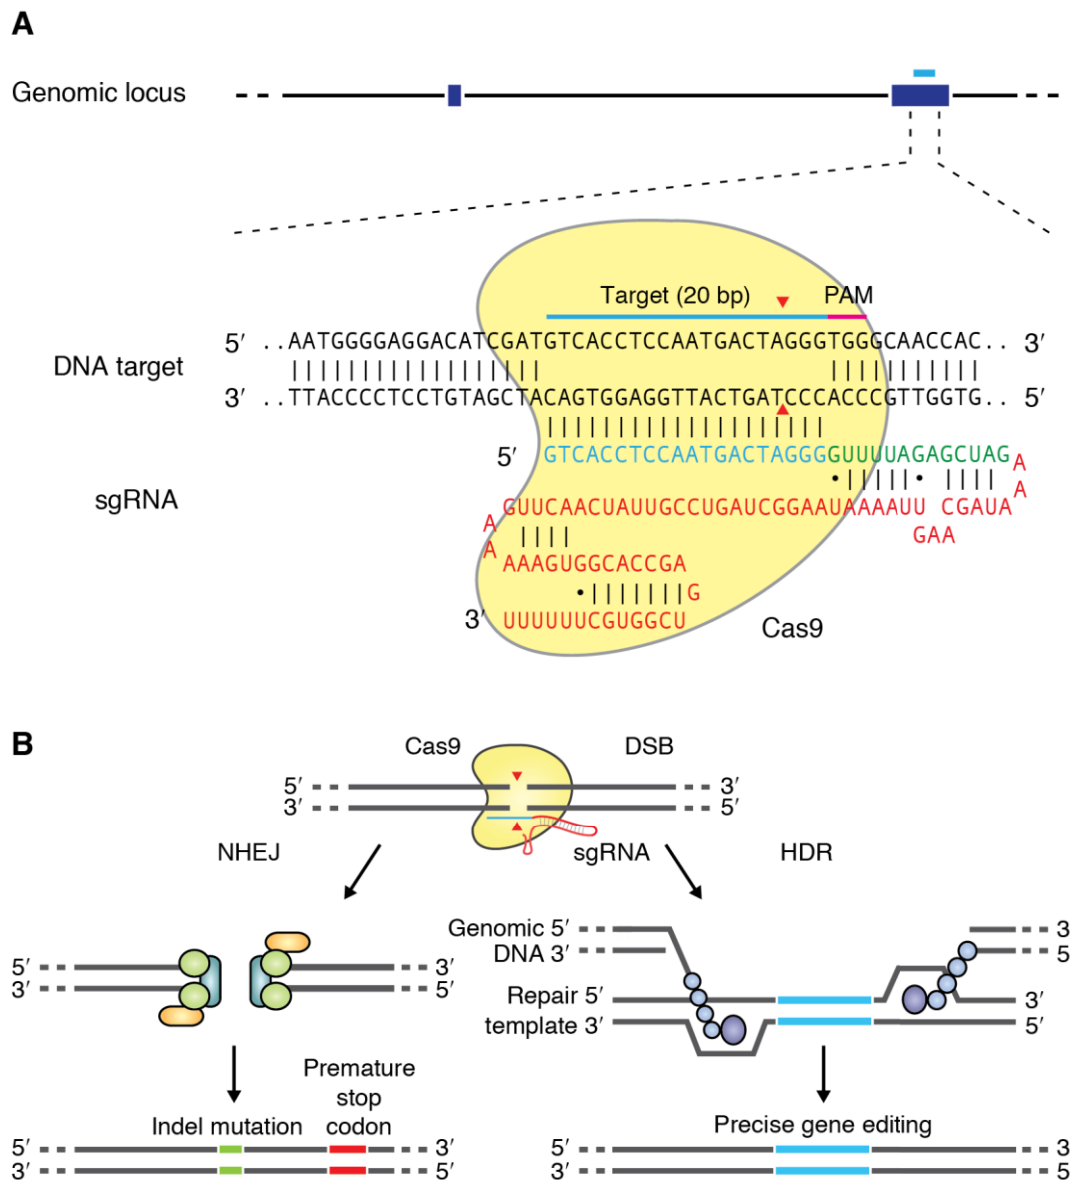 A
Genomic locus
Target (20 bp) PAM
5′ ..AATGGGGAGGACATCGATGTCACCTCCAATGACTAGGGTGGGCAACCAC.. 3′
DNA target
3′ ..TTACCCCTCCTGTAGCTACAGTGGAGGTTACTGATCCCACCCGTTGGTG.. 5′
5′ GTCACCTCCAATGACTAGGGGUUUUAGAGCUAG A
sgRNA
A
GUUCAACUAUUGCCUGAUCGGAAUAAAAUU CGAUA
A
GAA
A
AAAGUGGCACCGA
G
3′ UUUUUUCGUGGCU
Cas9
B
Cas9 DSB
5′ 3′
3′ 5′
NHEJ sgRNA HDR
Genomic 5′ 3
DNA 3′ 5
5′ 3′
3′ 5′
Repair 5′ 3′
template 3′ 5′
Premature
stop
Indel mutation codon
Precise gene editing
5′ 3′ 5′ 3
3′ 5′ 3′ 5